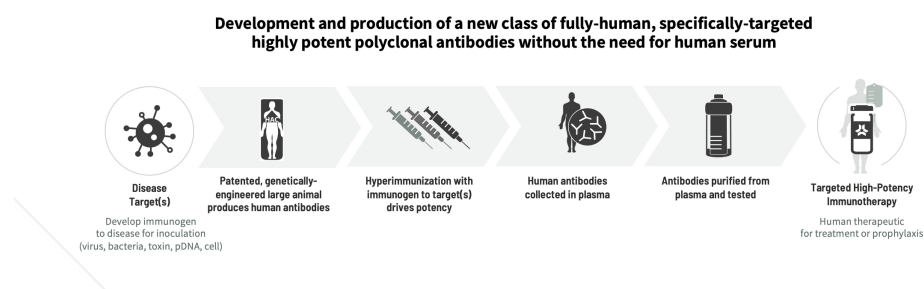 Development and production of a new class of fully-human, specifically-targeted
highly potent polyclonal antibodies without the need for human serum
HAC
Disease
Target(s)
Develop immunogen
to disease for inoculation
(virus, bacteria, toxin, pDNA, cell)
Patented, genetically-
engineered large animal
produces human antibodies
Hyperimmunization with
immunogen to target(s)
drives potency
Human antibodies
collected in plasma
Antibodies purified from
plasma and tested
Targeted High-Potency
Immunotherapy
Human therapeutic
for treatment or prophylaxis